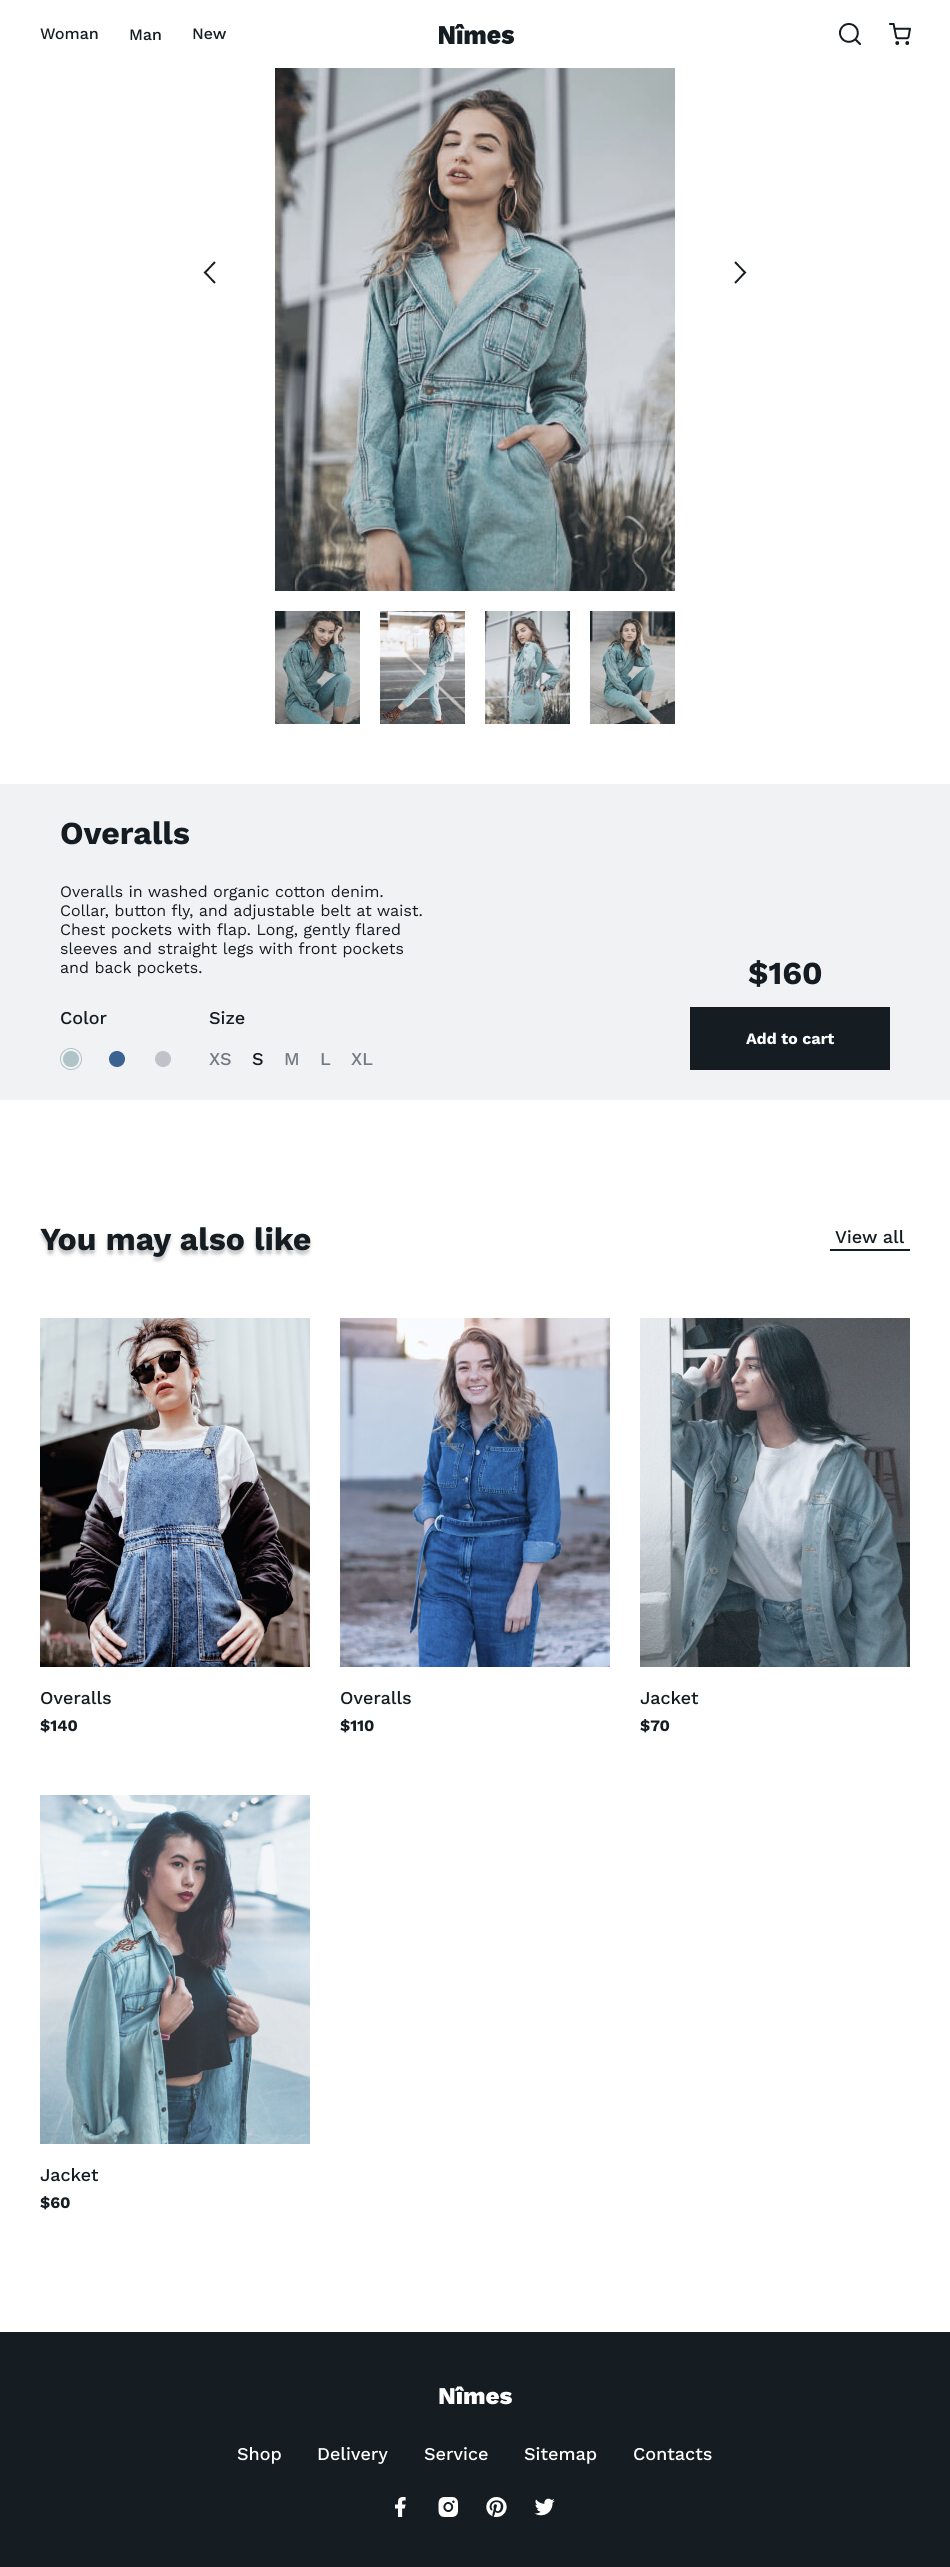 Woman Man New Nîmes
Overalls
Overalls in washed organic cotton denim.
Collar, button fly, and adjustable belt at waist.
Chest pockets with flap. Long, gently flared
sleeves and straight legs with front pockets
and back pockets.
$160
Color Size
XS S M L XL
Add to cart
You may also like View all
Overalls
$140
Overalls
$110
Jacket
$70
Jacket
$60
Nîmes
Shop Delivery Service Sitemap Contacts